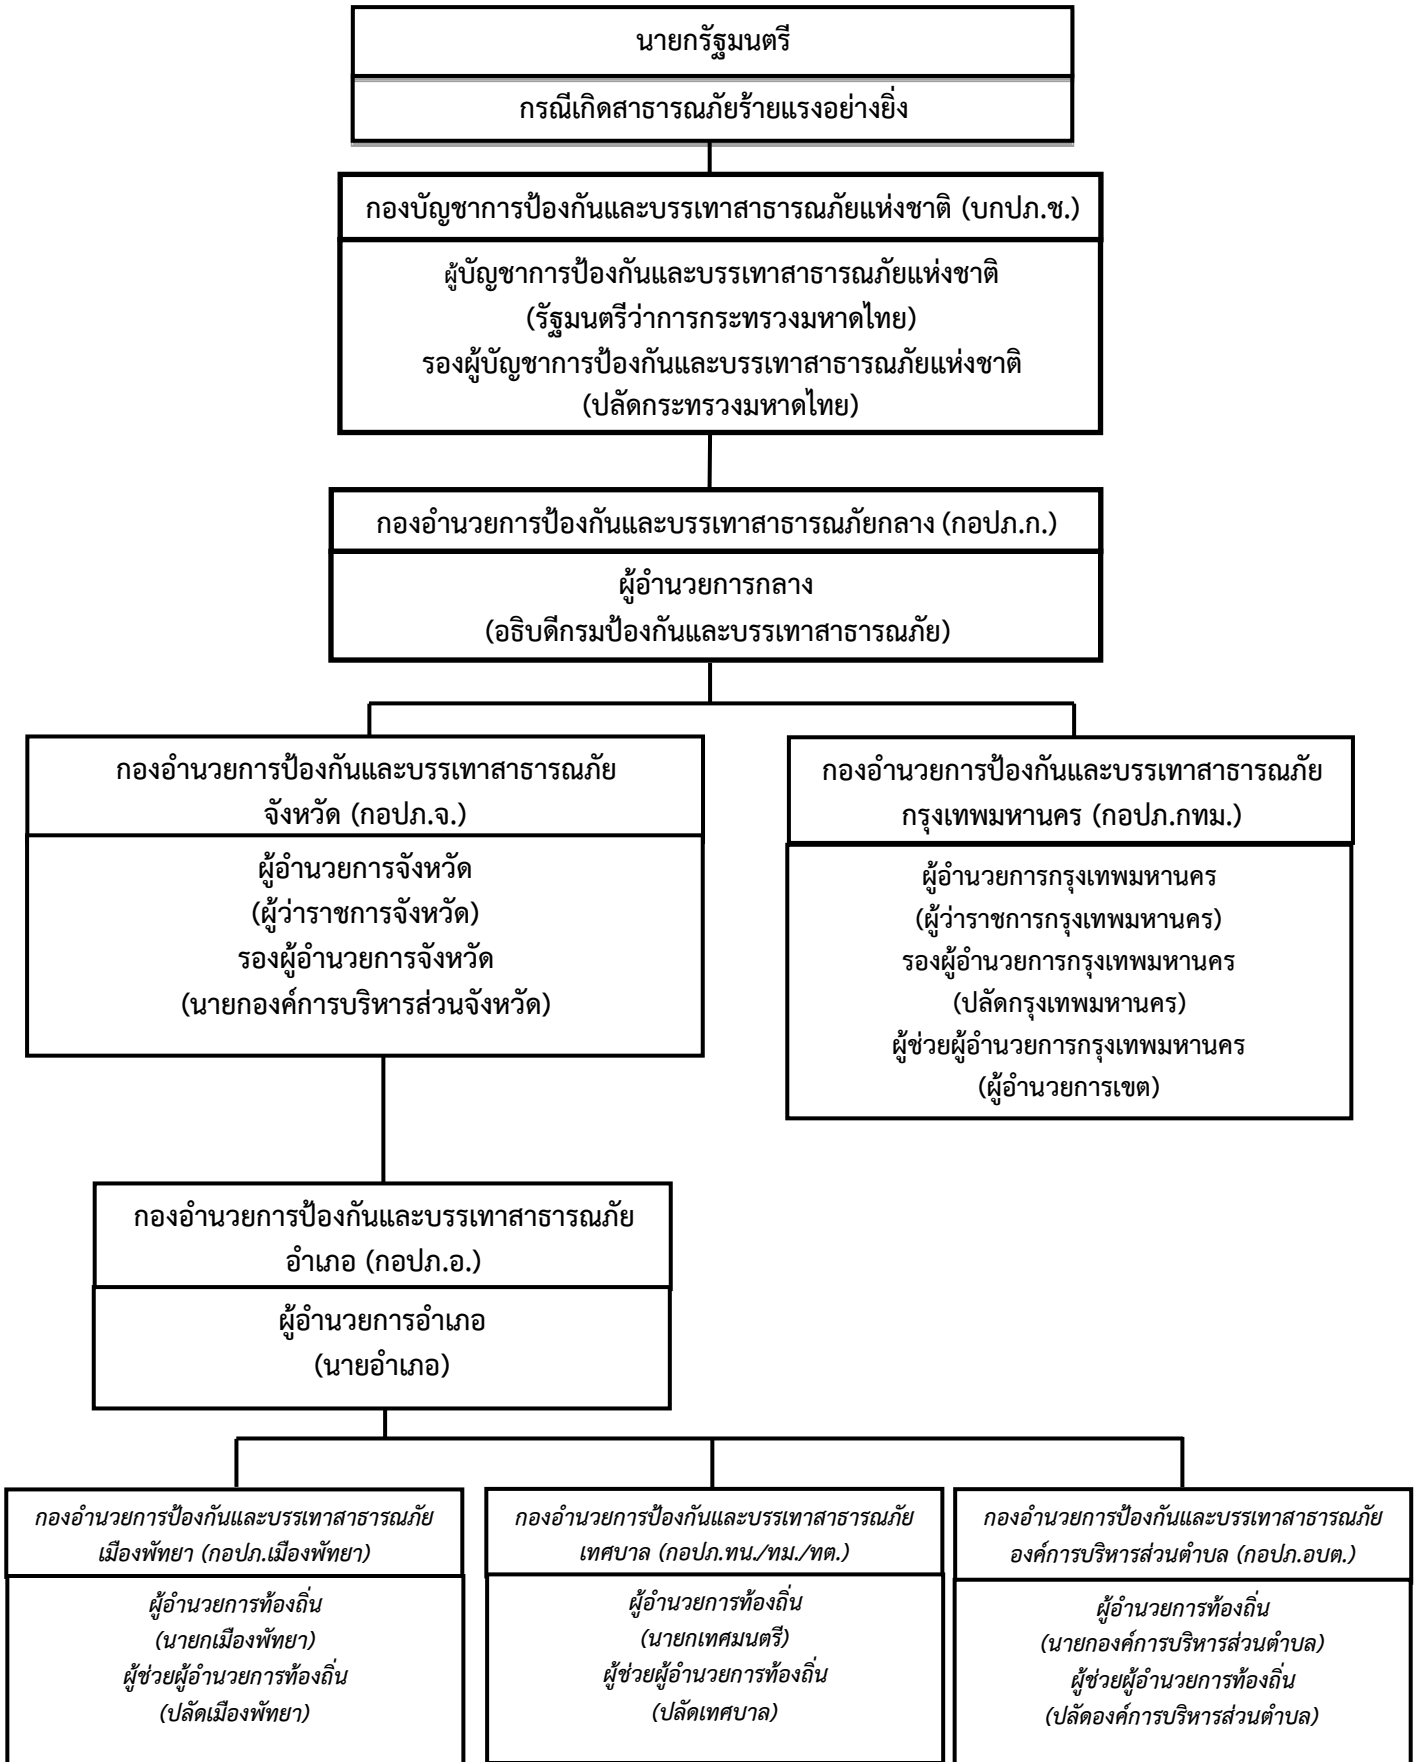 นายกรัฐมนตรี
กรณีเกิดสาธารณภัยร้ายแรงอย่างยิ่ง
กองบัญชาการป้องกันและบรรเทาสาธารณภัยแห่งชาติ (บกปภ.ช.)
ผู้บัญชาการป้องกันและบรรเทาสาธารณภัยแห่งชาติ
(รัฐมนตรีว่าการกระทรวงมหาดไทย)
รองผู้บัญชาการป้องกันและบรรเทาสาธารณภัยแห่งชาติ
(ปลัดกระทรวงมหาดไทย)
กองอำนวยการป้องกันและบรรเทาสาธารณภัยกลาง (กอปภ.ก.)
ผู้อำนวยการกลาง
(อธิบดีกรมป้องกันและบรรเทาสาธารณภัย)
กองอำนวยการป้องกันและบรรเทาสาธารณภัย
จังหวัด (กอปภ.จ.)
ผู้อำนวยการจังหวัด
(ผู้ว่าราชการจังหวัด)
รองผู้อำนวยการจังหวัด
(นายกองค์การบริหารส่วนจังหวัด)
กองอำนวยการป้องกันและบรรเทาสาธารณภัย
กรุงเทพมหานคร (กอปภ.กทม.)
ผู้อำนวยการกรุงเทพมหานคร
(ผู้ว่าราชการกรุงเทพมหานคร)
รองผู้อำนวยการกรุงเทพมหานคร
(ปลัดกรุงเทพมหานคร)
ผู้ช่วยผู้อำนวยการกรุงเทพมหานคร
(ผู้อำนวยการเขต)
กองอำนวยการป้องกันและบรรเทาสาธารณภัย
อำเภอ (กอปภ.อ.)
ผู้อำนวยการอำเภอ
(นายอำเภอ)
กองอำนวยการป้องกันและบรรเทาสาธารณภัย
เมืองพัทยา (กอปภ.เมืองพัทยา)
ผู้อำนวยการท้องถิ่น
(นายกเมืองพัทยา)
ผู้ช่วยผู้อำนวยการท้องถิ่น
(ปลัดเมืองพัทยา)
กองอำนวยการป้องกันและบรรเทาสาธารณภัย
เทศบาล (กอปภ.ทน./ทม./ทต.)
ผู้อำนวยการท้องถิ่น
(นายกเทศมนตรี)
ผู้ช่วยผู้อำนวยการท้องถิ่น
(ปลัดเทศบาล)
กองอำนวยการป้องกันและบรรเทาสาธารณภัย
องค์การบริหารส่วนตำบล (กอปภ.อบต.)
ผู้อำนวยการท้องถิ่น
(นายกองค์การบริหารส่วนตำบล)
ผู้ช่วยผู้อำนวยการท้องถิ่น
(ปลัดองค์การบริหารส่วนตำบล)